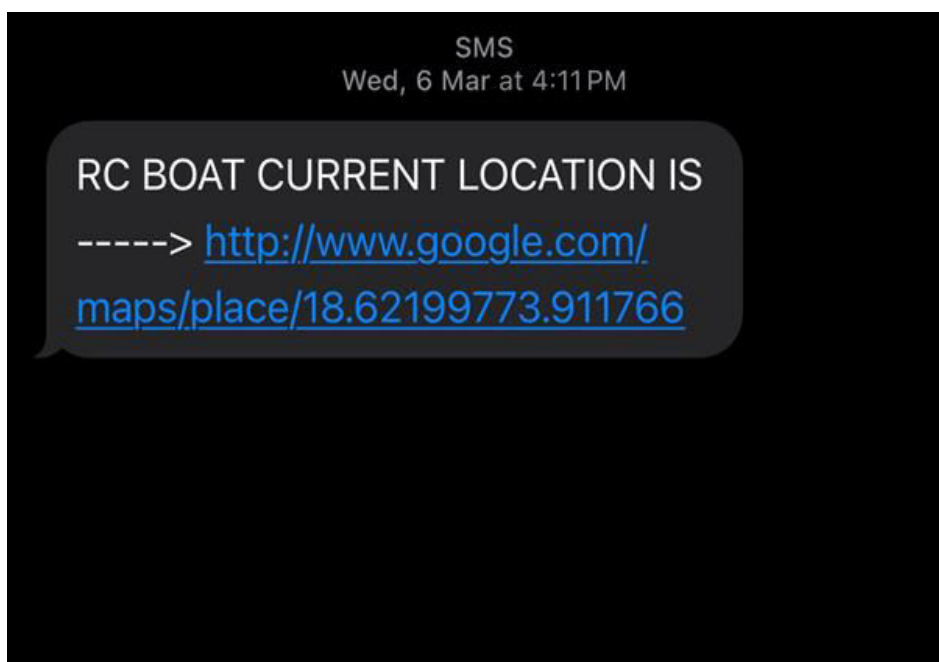 SMS
Wed, 6 Mar at 4:11 PM
RC BOAT CURRENT LOCATION IS
-----> http://www.google.com/
maps/place/18.62199773.911766